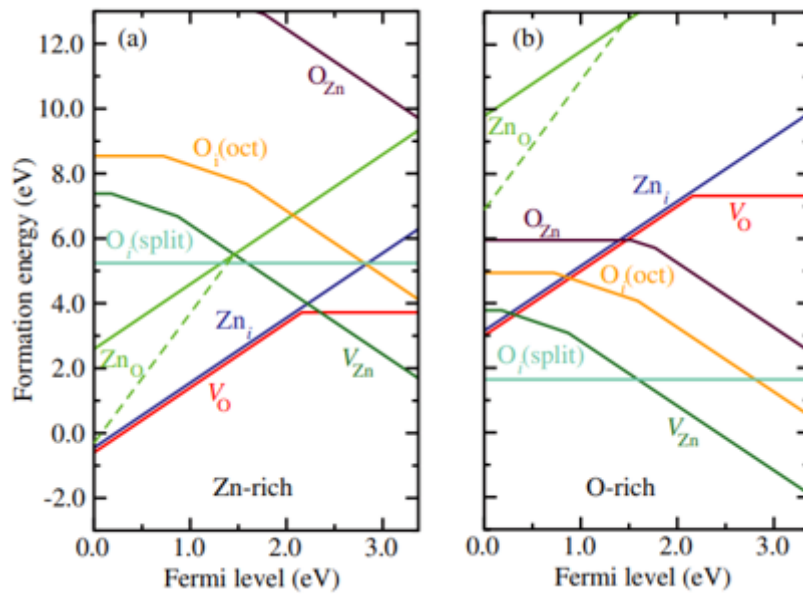 (a)
O_Zn
O_i(oct)
O_i(split)
Zn_i
V_Zn
Zn_O
V_O
Zn-rich
12.0
10.0
8.0
6.0
4.0
2.0
0.0
-2.0
Formation energy (eV)
0.0 1.0 2.0 3.0
Fermi level (eV)
(b)
Zn_O
Zn_i
V_O
O_Zn
O_i(oct)
O_i(split)
V_Zn
O-rich
0.0 1.0 2.0 3.0
Fermi level (eV)